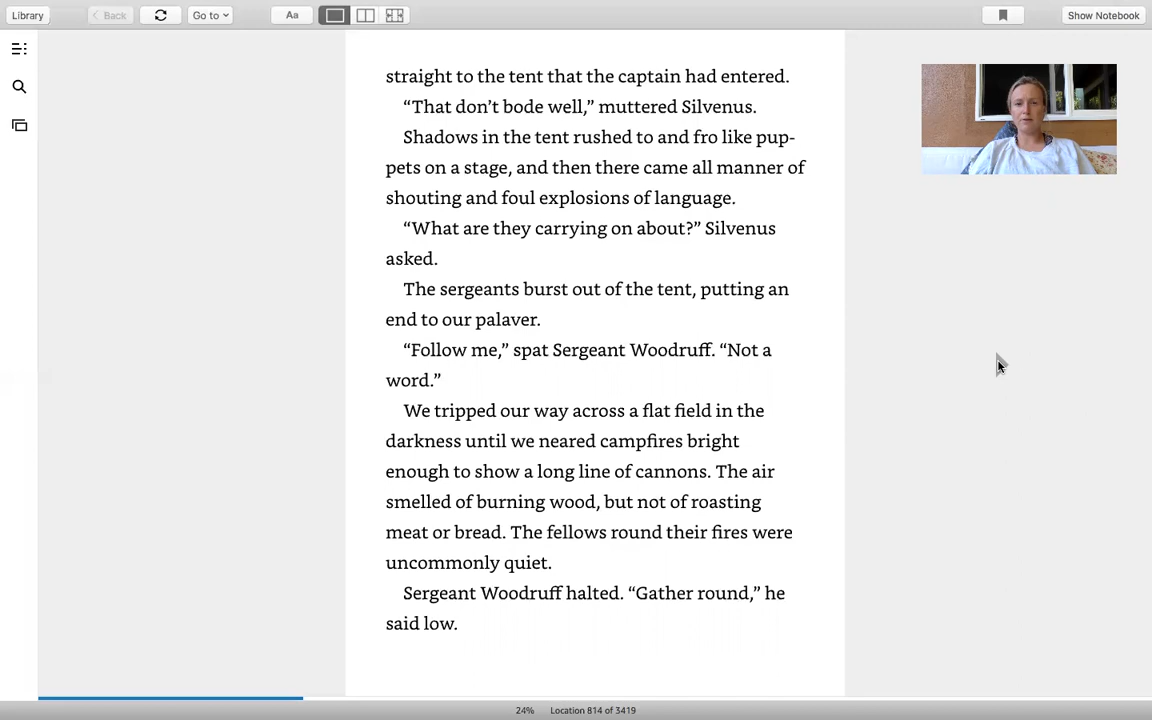 Library
Back
Go to
Aa
Show Notebook
straight to the tent that the captain had entered.
“That don’t bode well,” muttered Silvenus.
Shadows in the tent rushed to and fro like pup-
pets on a stage, and then there came all manner of
shouting and foul explosions of language.
“What are they carrying on about?” Silvenus
asked.
The sergeants burst out of the tent, putting an
end to our palaver.
“Follow me,” spat Sergeant Woodruff. “Not a
word.”
We tripped our way across a flat field in the
darkness until we neared campfires bright
enough to show a long line of cannons. The air
smelled of burning wood, but not of roasting
meat or bread. The fellows round their fires were
uncommonly quiet.
Sergeant Woodruff halted. “Gather round,” he
said low.
24% Location 814 of 3419